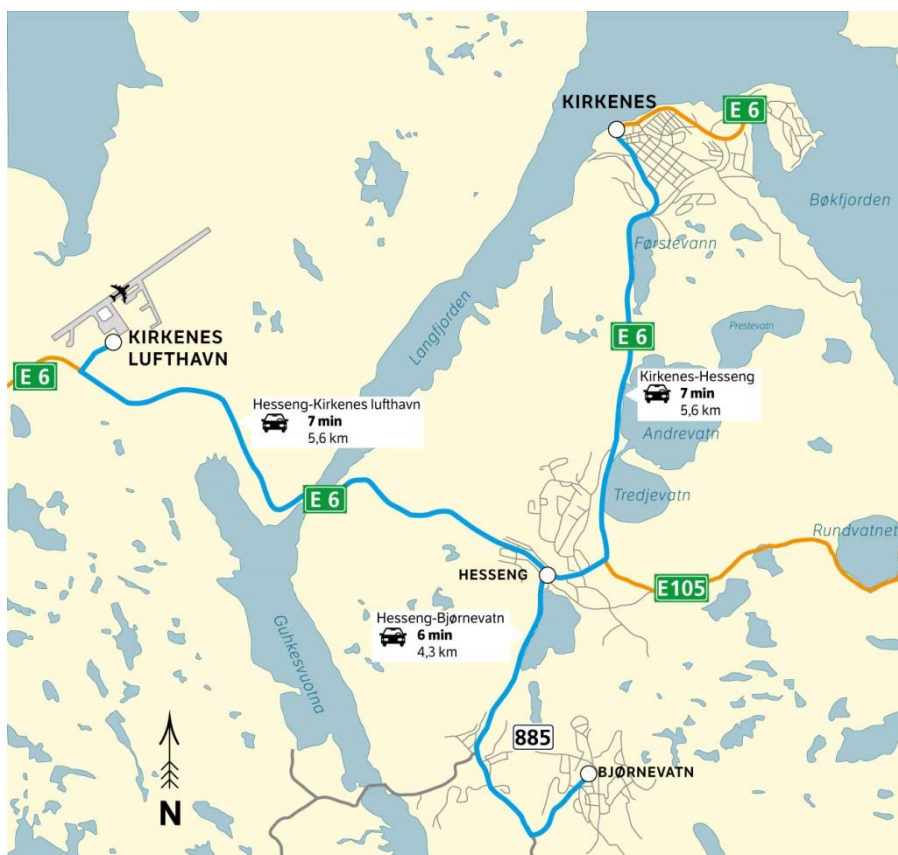 KIRKENES
E 6
Bøkfjorden
Førstevann
Langfjorden
Prestevatn
KIRKENES
LUFTHAVN
E 6
E 6
Kirkenes-Hesseng
7 min
5,6 km
Hesseng-Kirkenes lufthavn
7 min
5,6 km
Andrevatn
Tredjevatn
E 6
Rundvatnet
HESSENG
E105
Hesseng-Bjørnevatn
6 min
4,3 km
Guhkesvuotna
885
BJØRNEVATN
N